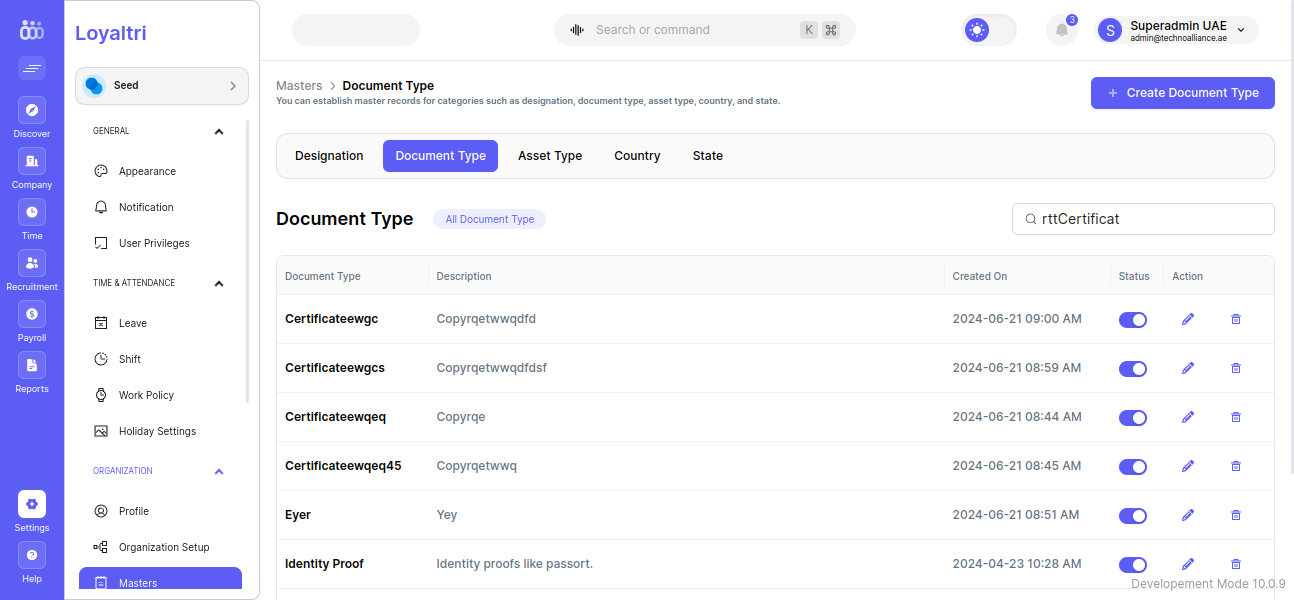 Loyaltri
Search or command
K ⌘
3
S
Superadmin UAE
admin@technoalliance.ae
Discover
Company
Time
Recruitment
Payroll
Reports
Settings
Help
Seed
GENERAL
Appearance
Notification
User Privileges
TIME & ATTENDANCE
Leave
Shift
Work Policy
Holiday Settings
ORGANIZATION
Profile
Organization Setup
Masters
Masters > Document Type
You can establish master records for categories such as designation, document type, asset type, country, and state.
+ Create Document Type
Designation Document Type Asset Type Country State
Document Type All Document Type rttCertificat
Document Type Description Created On Status Action
Certificateewgc Copyrqetwwqdfd 2024-06-21 09:00 AM
Certificateewgcs Copyrqetwwqdfdsf 2024-06-21 08:59 AM
Certificateewqeq Copyrqe 2024-06-21 08:44 AM
Certificateewqeq45 Copyrqetwwq 2024-06-21 08:45 AM
Eyer Yey 2024-06-21 08:51 AM
Identity Proof Identity proofs like passort. 2024-04-23 10:28 AM
Developement Mode 10.0.9